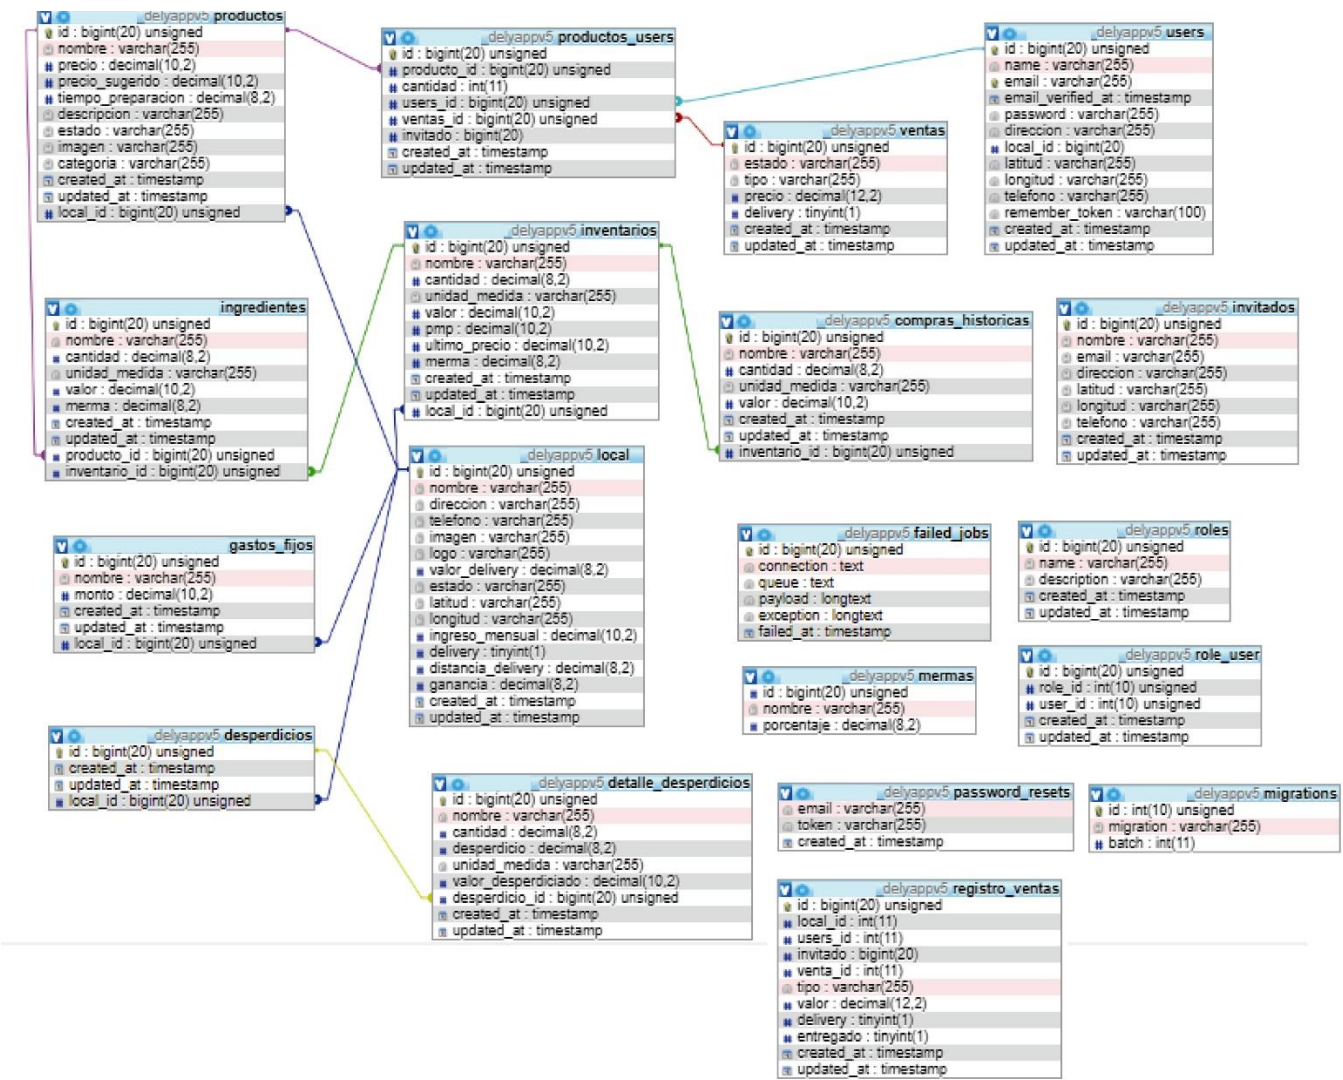 _delyappv5 productos
id : bigint(20) unsigned
nombre : varchar(255)
precio : decimal(10,2)
precio_sugerido : decimal(10,2)
tiempo_preparacion : decimal(8,2)
descripcion : varchar(255)
estado : varchar(255)
imagen : varchar(255)
categoria : varchar(255)
created_at : timestamp
updated_at : timestamp
local_id : bigint(20) unsigned
_delyappv5 productos_users
id : bigint(20) unsigned
producto_id : bigint(20) unsigned
cantidad : int(11)
users_id : bigint(20) unsigned
ventas_id : bigint(20) unsigned
invitado : bigint(20)
created_at : timestamp
updated_at : timestamp
_delyappv5 users
id : bigint(20) unsigned
name : varchar(255)
email : varchar(255)
email_verified_at : timestamp
password : varchar(255)
direccion : varchar(255)
local_id : bigint(20)
latitud : varchar(255)
longitud : varchar(255)
telefono : varchar(255)
remember_token : varchar(100)
created_at : timestamp
updated_at : timestamp
_delyappv5 ventas
id : bigint(20) unsigned
estado : varchar(255)
tipo : varchar(255)
precio : decimal(12,2)
delivery : tinyint(1)
created_at : timestamp
updated_at : timestamp
_delyappv5 inventarios
id : bigint(20) unsigned
nombre : varchar(255)
cantidad : decimal(8,2)
unidad_medida : varchar(255)
valor : decimal(10,2)
pmp : decimal(10,2)
ultimo_precio : decimal(10,2)
merma : decimal(8,2)
created_at : timestamp
updated_at : timestamp
local_id : bigint(20) unsigned
ingredientes
id : bigint(20) unsigned
nombre : varchar(255)
cantidad : decimal(8,2)
unidad_medida : varchar(255)
valor : decimal(10,2)
merma : decimal(8,2)
created_at : timestamp
updated_at : timestamp
producto_id : bigint(20) unsigned
inventario_id : bigint(20) unsigned
_delyappv5 compras_historicas
id : bigint(20) unsigned
nombre : varchar(255)
cantidad : decimal(8,2)
unidad_medida : varchar(255)
valor : decimal(10,2)
created_at : timestamp
updated_at : timestamp
inventario_id : bigint(20) unsigned
_delyappv5 invitados
id : bigint(20) unsigned
nombre : varchar(255)
email : varchar(255)
direccion : varchar(255)
latitud : varchar(255)
longitud : varchar(255)
telefono : varchar(255)
created_at : timestamp
updated_at : timestamp
_delyappv5 local
id : bigint(20) unsigned
nombre : varchar(255)
direccion : varchar(255)
telefono : varchar(255)
imagen : varchar(255)
logo : varchar(255)
valor_delivery : decimal(8,2)
estado : varchar(255)
latitud : varchar(255)
longitud : varchar(255)
ingreso_mensual : decimal(10,2)
delivery : tinyint(1)
distancia_delivery : decimal(8,2)
ganancia : decimal(8,2)
created_at : timestamp
updated_at : timestamp
gastos_fijos
id : bigint(20) unsigned
nombre : varchar(255)
monto : decimal(10,2)
created_at : timestamp
updated_at : timestamp
local_id : bigint(20) unsigned
_delyappv5 failed_jobs
id : bigint(20) unsigned
connection : text
queue : text
payload : longtext
exception : longtext
failed_at : timestamp
_delyappv5 roles
id : bigint(20) unsigned
name : varchar(255)
description : varchar(255)
created_at : timestamp
updated_at : timestamp
_delyappv5 role_user
id : bigint(20) unsigned
role_id : int(10) unsigned
user_id : int(10) unsigned
created_at : timestamp
updated_at : timestamp
_delyappv5 mermas
id : bigint(20) unsigned
nombre : varchar(255)
porcentaje : decimal(8,2)
_delyappv5 desperdicios
id : bigint(20) unsigned
created_at : timestamp
updated_at : timestamp
local_id : bigint(20) unsigned
_delyappv5 detalle_desperdicios
id : bigint(20) unsigned
nombre : varchar(255)
cantidad : decimal(8,2)
desperdicio : decimal(8,2)
unidad_medida : varchar(255)
valor_desperdiciado : decimal(10,2)
desperdicio_id : bigint(20) unsigned
created_at : timestamp
updated_at : timestamp
_delyappv5 password_resets
email : varchar(255)
token : varchar(255)
created_at : timestamp
_delyappv5 migrations
id : int(10) unsigned
migration : varchar(255)
batch : int(11)
_delyappv5 registro_ventas
id : bigint(20) unsigned
local_id : int(11)
users_id : int(11)
invitado : bigint(20)
venta_id : int(11)
tipo : varchar(255)
valor : decimal(12,2)
delivery : tinyint(1)
entregado : tinyint(1)
created_at : timestamp
updated_at : timestamp